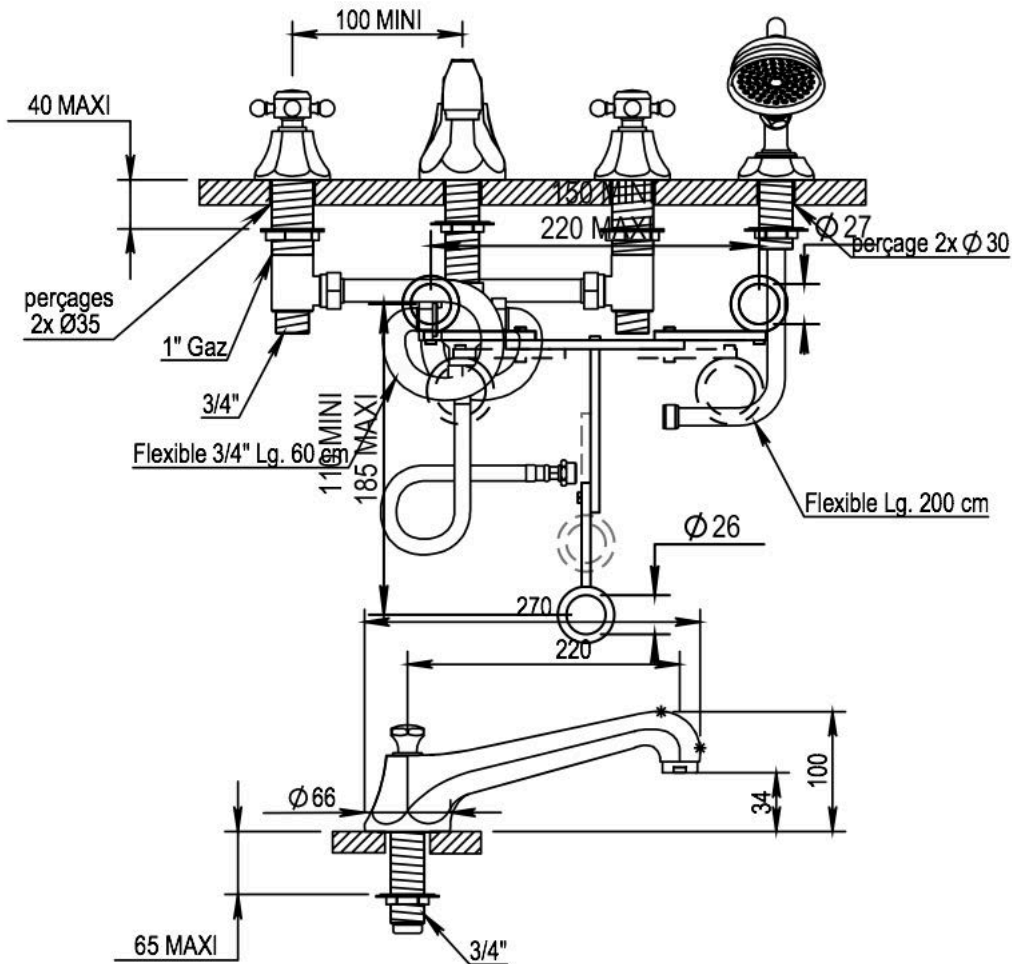 100 MINI
40 MAXI
150 MINI
220 MAXI
Ø 27
perçage 2x Ø 30
perçages
2x Ø35
1" Gaz
3/4"
Flexible 3/4" Lg. 60 cm
110 MINI
185 MAXI
Flexible Lg. 200 cm
Ø 26
270
220
Ø 66
100
34
65 MAXI
3/4"